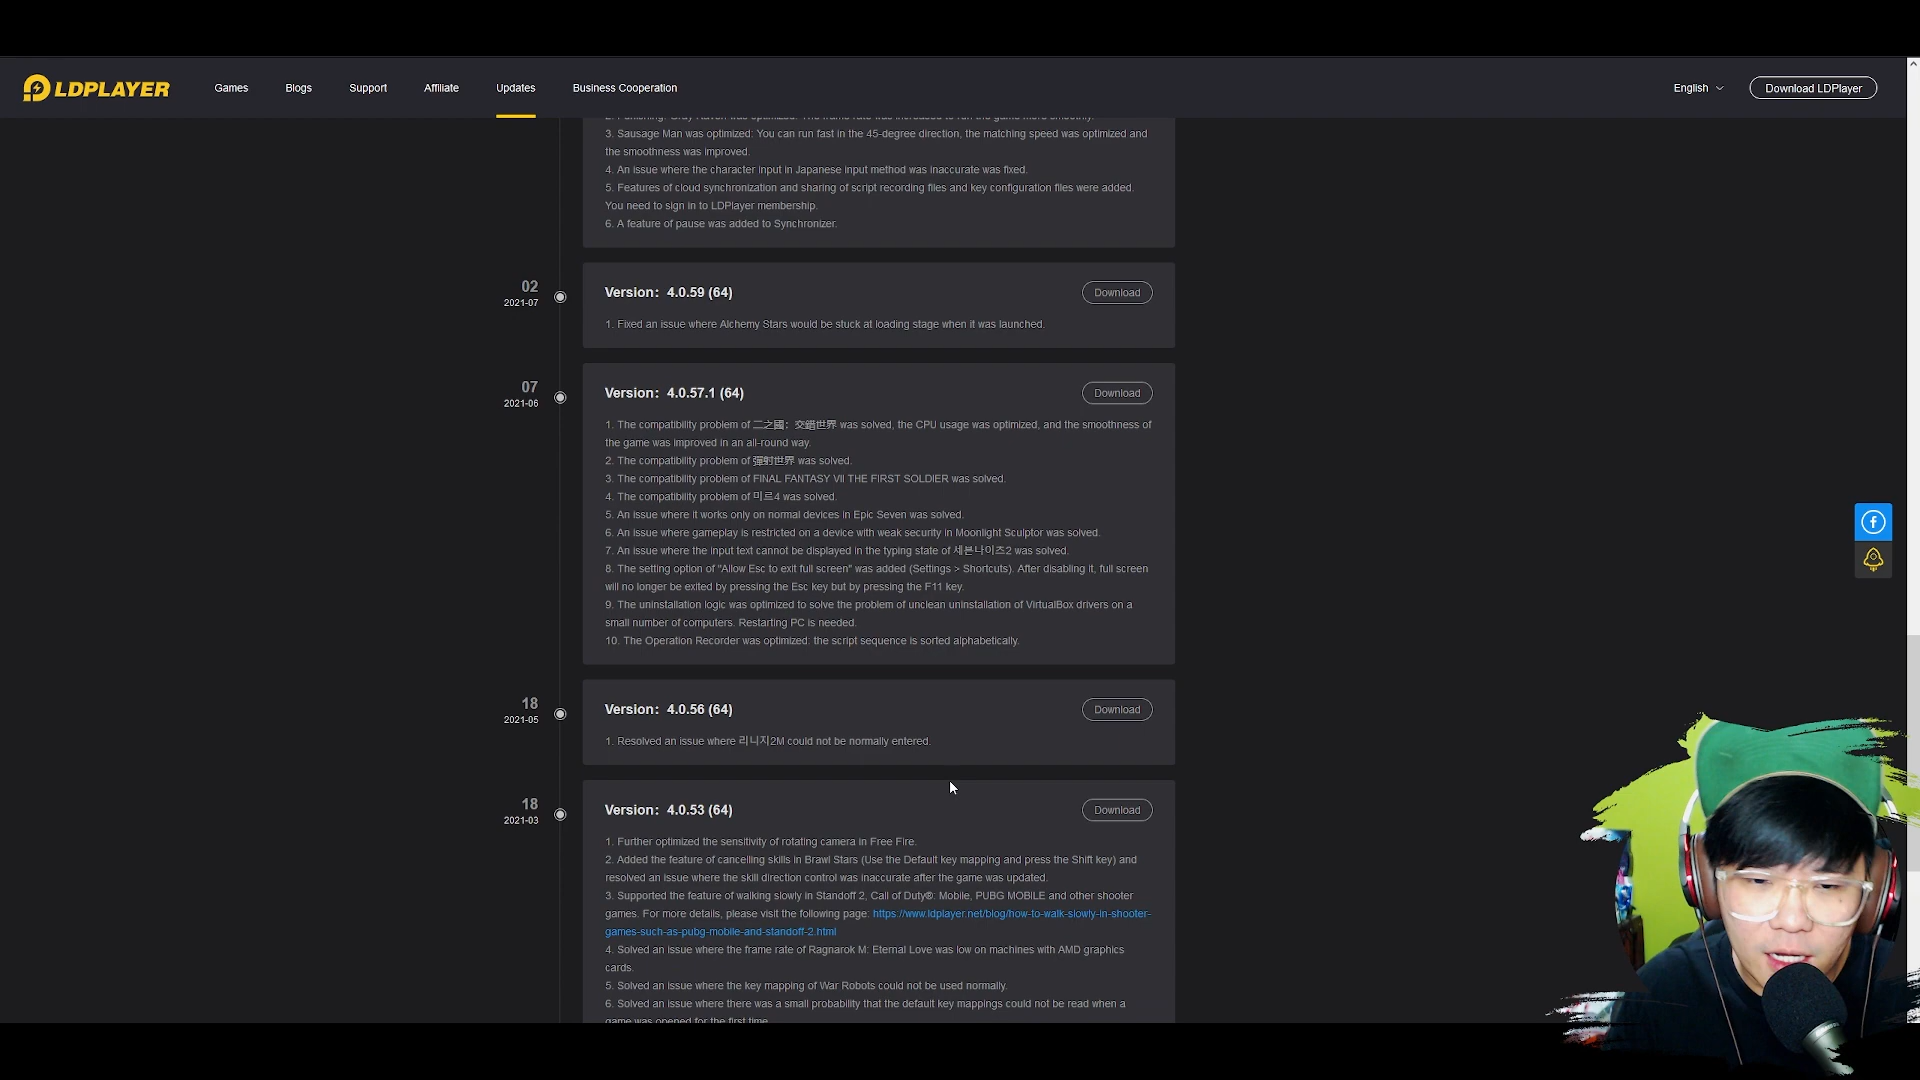 LDPLAYER
Games
Blogs
Support
Affiliate
Updates
Business Cooperation
English
Download LDPlayer
2. Punishing: Gray Raven was optimized: The frame rate was increased to run the game more smoothly.
3. Sausage Man was optimized: You can run fast in the 45-degree direction, the matching speed was optimized and
the smoothness was improved.
4. An issue where the character input in Japanese input method was inaccurate was fixed.
5. Features of cloud synchronization and sharing of script recording files and key configuration files were added.
You need to sign in to LDPlayer membership.
6. A feature of pause was added to Synchronizer.
02
2021-07
Version: 4.0.59 (64)
Download
1. Fixed an issue where Alchemy Stars would be stuck at loading stage when it was launched.
07
2021-06
Version: 4.0.57.1 (64)
Download
1. The compatibility problem of 二之國：交錯世界 was solved, the CPU usage was optimized, and the smoothness of
the game was improved in an all-round way.
2. The compatibility problem of 彈射世界 was solved.
3. The compatibility problem of FINAL FANTASY VII THE FIRST SOLDIER was solved.
4. The compatibility problem of 미르4 was solved.
5. An issue where it works only on normal devices in Epic Seven was solved.
6. An issue where gameplay is restricted on a device with weak security in Moonlight Sculptor was solved.
7. An issue where the input text cannot be displayed in the typing state of 세븐나이츠2 was solved.
8. The setting option of "Allow Esc to exit full screen" was added (Settings > Shortcuts). After disabling it, full screen
will no longer be exited by pressing the Esc key but by pressing the F11 key.
9. The uninstallation logic was optimized to solve the problem of unclean uninstallation of VirtualBox drivers on a
small number of computers. Restarting PC is needed.
10. The Operation Recorder was optimized: the script sequence is sorted alphabetically.
18
2021-05
Version: 4.0.56 (64)
Download
1. Resolved an issue where 리니지2M could not be normally entered.
18
2021-03
Version: 4.0.53 (64)
Download
1. Further optimized the sensitivity of rotating camera in Free Fire.
2. Added the feature of cancelling skills in Brawl Stars (Use the Default key mapping and press the Shift key) and
resolved an issue where the skill direction control was inaccurate after the game was updated.
3. Supported the feature of walking slowly in Standoff 2, Call of Duty®: Mobile, PUBG MOBILE and other shooter
games. For more details, please visit the following page: https://www.ldplayer.net/blog/how-to-walk-slowly-in-shooter-
games-such-as-pubg-mobile-and-standoff-2.html
4. Solved an issue where the frame rate of Ragnarok M: Eternal Love was low on machines with AMD graphics
cards.
5. Solved an issue where the key mapping of War Robots could not be used normally.
6. Solved an issue where there was a small probability that the default key mappings could not be read when a
game was opened for the first time.